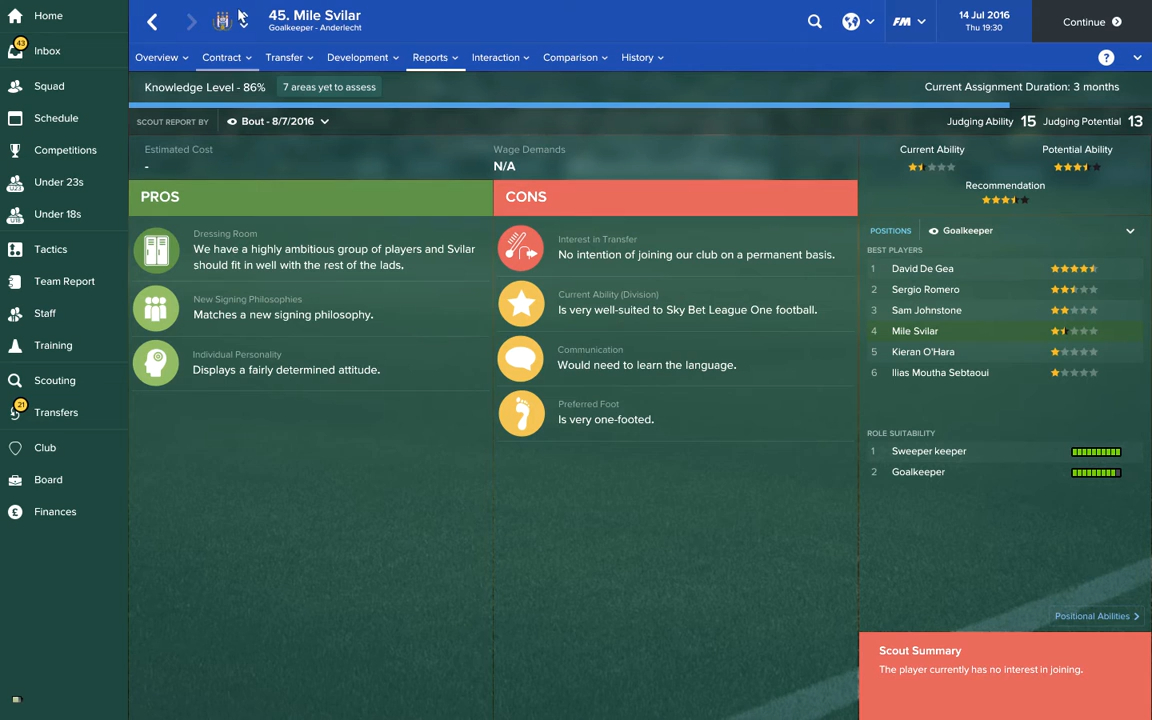 Home
43
Inbox
Squad
Schedule
Competitions
U23
Under 23s
U18
Under 18s
Tactics
Team Report
Staff
Training
Scouting
21
Transfers
Club
Board
Finances
45. Mile Svilar
Goalkeeper - Anderlecht
FM
14 Jul 2016
Thu 19:30
Continue
Overview
Contract
Transfer
Development
Reports
Interaction
Comparison
History
?
Knowledge Level - 86%
7 areas yet to assess
Current Assignment Duration: 3 months
SCOUT REPORT BY
Bout - 8/7/2016
Judging Ability 15 Judging Potential 13
Estimated Cost
-
Wage Demands
N/A
PROS
Dressing Room
We have a highly ambitious group of players and Svilar
should fit in well with the rest of the lads.
New Signing Philosophies
Matches a new signing philosophy.
Individual Personality
Displays a fairly determined attitude.
CONS
Interest in Transfer
No intention of joining our club on a permanent basis.
Current Ability (Division)
Is very well-suited to Sky Bet League One football.
Communication
Would need to learn the language.
Preferred Foot
Is very one-footed.
Current Ability
Potential Ability
Recommendation
POSITIONS
Goalkeeper
BEST PLAYERS
1 David De Gea
2 Sergio Romero
3 Sam Johnstone
4 Mile Svilar
5 Kieran O'Hara
6 Ilias Moutha Sebtaoui
ROLE SUITABILITY
1 Sweeper keeper
2 Goalkeeper
Positional Abilities
Scout Summary
The player currently has no interest in joining.